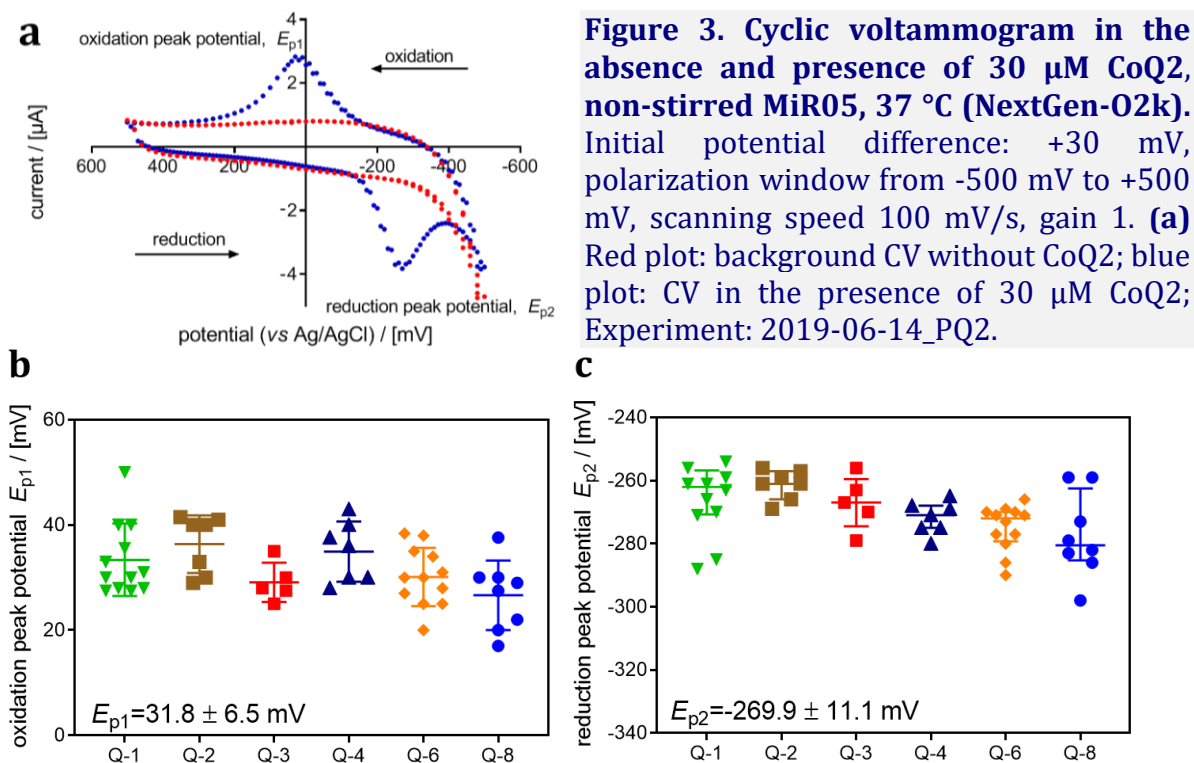 a
4
oxidation peak potential, Ep1
oxidation
2
current / [µA]
600 400 200 -200 -400 -600
-2
reduction
-4
reduction peak potential, Ep2
potential (vs Ag/AgCl) / [mV]
Figure 3. Cyclic voltammogram in the
absence and presence of 30 µM CoQ2,
non-stirred MiR05, 37 °C (NextGen-O2k).
Initial potential difference: +30 mV,
polarization window from -500 mV to +500
mV, scanning speed 100 mV/s, gain 1. (a)
Red plot: background CV without CoQ2; blue
plot: CV in the presence of 30 µM CoQ2;
Experiment: 2019-06-14_PQ2.
b
oxidation peak potential Ep1 / [mV]
60
40
20
0
Ep1=31.8 ± 6.5 mV
Q-1 Q-2 Q-3 Q-4 Q-6 Q-8
c
reduction peak potential Ep2 / [mV]
-240
-260
-280
-300
-320
-340
Ep2=-269.9 ± 11.1 mV
Q-1 Q-2 Q-3 Q-4 Q-6 Q-8